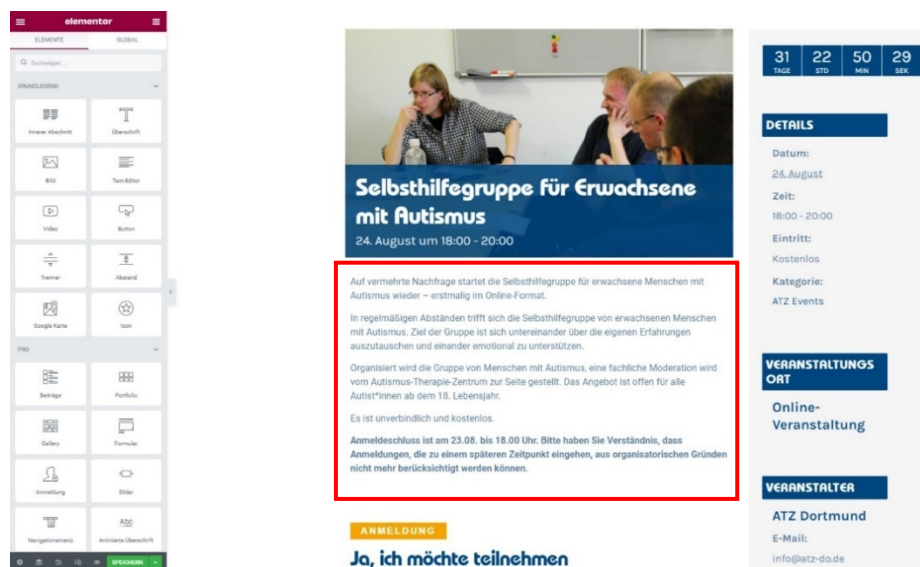 elementor
ELEMENTE
GLOBAL
GRUNDLEGEND
Innerer Abschnitt
Überschrift
Bild
Text-Editor
Video
Button
Trenner
Abstand
Google Karte
Icon
PRO
Beiträge
Portfolio
Gallery
Formular
Anmeldung
Slider
Navigationsmenü
Animierte Überschrift
SPEICHERN
Selbsthilfegruppe für Erwachsene
mit Autismus
24. August um 18:00 - 20:00
Auf vermehrte Nachfrage startet die Selbsthilfegruppe für erwachsene Menschen mit
Autismus wieder – erstmalig im Online-Format.
In regelmäßigen Abständen trifft sich die Selbsthilfegruppe von erwachsenen Menschen
mit Autismus. Ziel der Gruppe ist sich untereinander über die eigenen Erfahrungen
auszutauschen und einander emotional zu unterstützen.
Organisiert wird die Gruppe von Menschen mit Autismus, eine fachliche Moderation wird
vom Autismus-Therapie-Zentrum zur Seite gestellt. Das Angebot ist offen für alle
Autist*innen ab dem 18. Lebensjahr.
Es ist unverbindlich und kostenlos.
Anmeldeschluss ist am 23.08. bis 18.00 Uhr. Bitte haben Sie Verständnis, dass
Anmeldungen, die zu einem späteren Zeitpunkt eingehen, aus organisatorischen Gründen
nicht mehr berücksichtigt werden können.
ANMELDUNG
Ja, ich möchte teilnehmen
31 22 50 29
TAGE STD MIN SEK
DETAILS
Datum:
24. August
Zeit:
18:00 - 20:00
Eintritt:
Kostenlos
Kategorie:
ATZ Events
VERANSTALTUNGS
ORT
Online-
Veranstaltung
VERANSTALTER
ATZ Dortmund
E-Mail:
info@atz-do.de